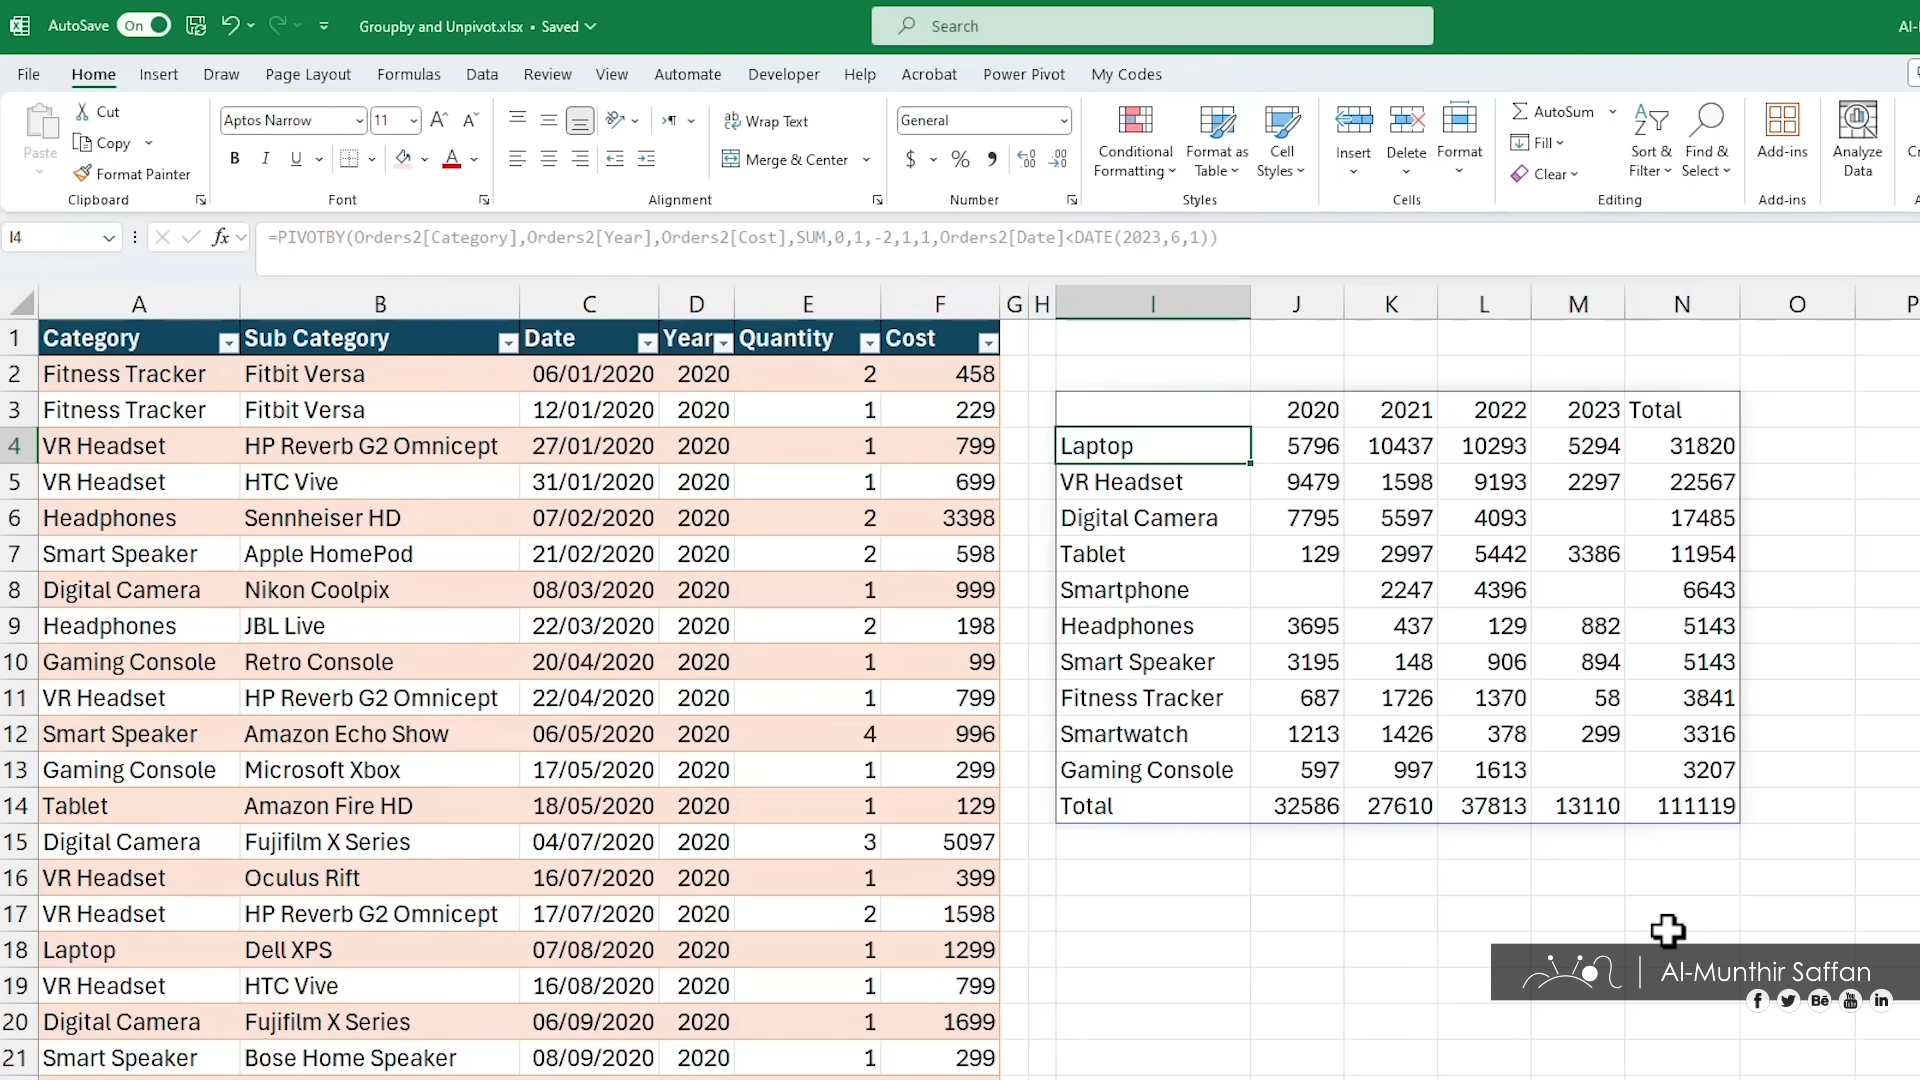 AutoSave On Groupby and Unpivot.xlsx • Saved Search
File Home Insert Draw Page Layout Formulas Data Review View Automate Developer Help Acrobat Power Pivot My Codes
Paste Cut Copy Format Painter Clipboard
Aptos Narrow 11 B I U Font
Wrap Text Merge & Center Alignment
General $ % Number
Conditional Formatting Format as Table Cell Styles Styles
Insert Delete Format Cells
AutoSum Fill Clear Sort & Filter Find & Select Editing
Add-ins Add-ins
Analyze Data
I4 fx =PIVOTBY(Orders2[Category],Orders2[Year],Orders2[Cost],SUM,0,1,-2,1,1,Orders2[Date]<DATE(2023,6,1))
A B C D E F G H I J K L M N O P
1 Category Sub Category Date Year Quantity Cost
2 Fitness Tracker Fitbit Versa 06/01/2020 2020 2 458
3 Fitness Tracker Fitbit Versa 12/01/2020 2020 1 229 2020 2021 2022 2023 Total
4 VR Headset HP Reverb G2 Omnicept 27/01/2020 2020 1 799 Laptop 5796 10437 10293 5294 31820
5 VR Headset HTC Vive 31/01/2020 2020 1 699 VR Headset 9479 1598 9193 2297 22567
6 Headphones Sennheiser HD 07/02/2020 2020 2 3398 Digital Camera 7795 5597 4093 17485
7 Smart Speaker Apple HomePod 21/02/2020 2020 2 598 Tablet 129 2997 5442 3386 11954
8 Digital Camera Nikon Coolpix 08/03/2020 2020 1 999 Smartphone 2247 4396 6643
9 Headphones JBL Live 22/03/2020 2020 2 198 Headphones 3695 437 129 882 5143
10 Gaming Console Retro Console 20/04/2020 2020 1 99 Smart Speaker 3195 148 906 894 5143
11 VR Headset HP Reverb G2 Omnicept 22/04/2020 2020 1 799 Fitness Tracker 687 1726 1370 58 3841
12 Smart Speaker Amazon Echo Show 06/05/2020 2020 4 996 Smartwatch 1213 1426 378 299 3316
13 Gaming Console Microsoft Xbox 17/05/2020 2020 1 299 Gaming Console 597 997 1613 3207
14 Tablet Amazon Fire HD 18/05/2020 2020 1 129 Total 32586 27610 37813 13110 111119
15 Digital Camera Fujifilm X Series 04/07/2020 2020 3 5097
16 VR Headset Oculus Rift 16/07/2020 2020 1 399
17 VR Headset HP Reverb G2 Omnicept 17/07/2020 2020 2 1598
18 Laptop Dell XPS 07/08/2020 2020 1 1299
19 VR Headset HTC Vive 16/08/2020 2020 1 799
20 Digital Camera Fujifilm X Series 06/09/2020 2020 1 1699
21 Smart Speaker Bose Home Speaker 08/09/2020 2020 1 299
Al-Munthir Saffan